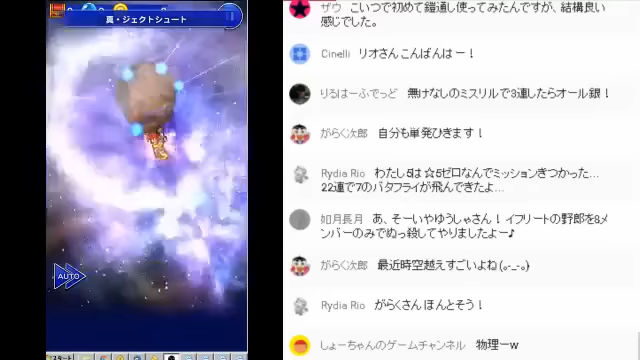 真・ジェクトシュート
AUTO
ザウ こいつで初めて鎧通し使ってみたんですが、結構良い
感じでした。
Cinelli リオさんこんばんはー！
りるはーふでっど 無けなしのミスリルで3連したらオール銀！
がらく次郎 自分も単発ひきます！
Rydia Rio わたし5は☆5ゼロなんでミッションきつかった…
22連で7のバタフライが飛んできたよ…
如月長月 あ、そーいやゆうしゃさん！イフリートの野郎を8メ
ンバーのみでぬっ殺してやりましたよー♪
がらく次郎 最近時空越えすごいよね(｡-_-｡)
Rydia Rio がらくさんほんとそう！
しょーちゃんのゲームチャンネル 物理ーw